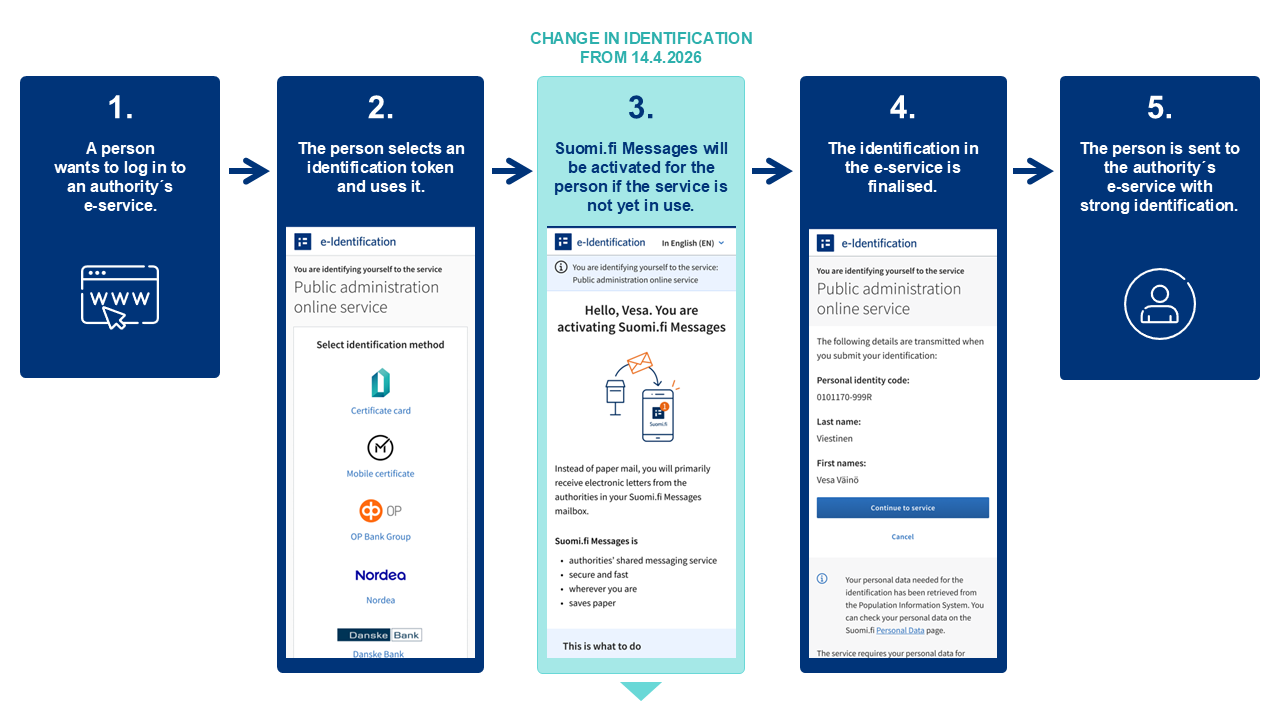 CHANGE IN IDENTIFICATION
FROM 14.4.2026
1.
A person
wants to log in to
an authority´s
e-service.
WWW
2.
The person selects an
identification token
and uses it.
e-Identification
You are identifying yourself to the service
Public administration
online service
Select identification method
Certificate card
Mobile certificate
OP
OP Bank Group
Nordea
Nordea
Danske Bank
Danske Bank
3.
Suomi.fi Messages will
be activated for the
person if the service is
not yet in use.
e-Identification In English (EN)
You are identifying yourself to the service:
Public administration online service
Hello, Vesa. You are
activating Suomi.fi Messages
1
Suomi.fi
Instead of paper mail, you will primarily
receive electronic letters from the
authorities in your Suomi.fi Messages
mailbox.
Suomi.fi Messages is
• authorities' shared messaging service
• secure and fast
• wherever you are
• saves paper
This is what to do
4.
The identification in
the e-service is
finalised.
e-Identification
You are identifying yourself to the service
Public administration
online service
The following details are transmitted when
you submit your identification:
Personal identity code:
0101170-999R
Last name:
Viestinen
First names:
Vesa Väinö
Continue to service
Cancel
Your personal data needed for the
identification has been retrieved from
the Population Information System. You
can check your personal data on the
Suomi.fi Personal Data page.
The service requires your personal data for
5.
The person is sent to
the authority´s
e-service with
strong identification.